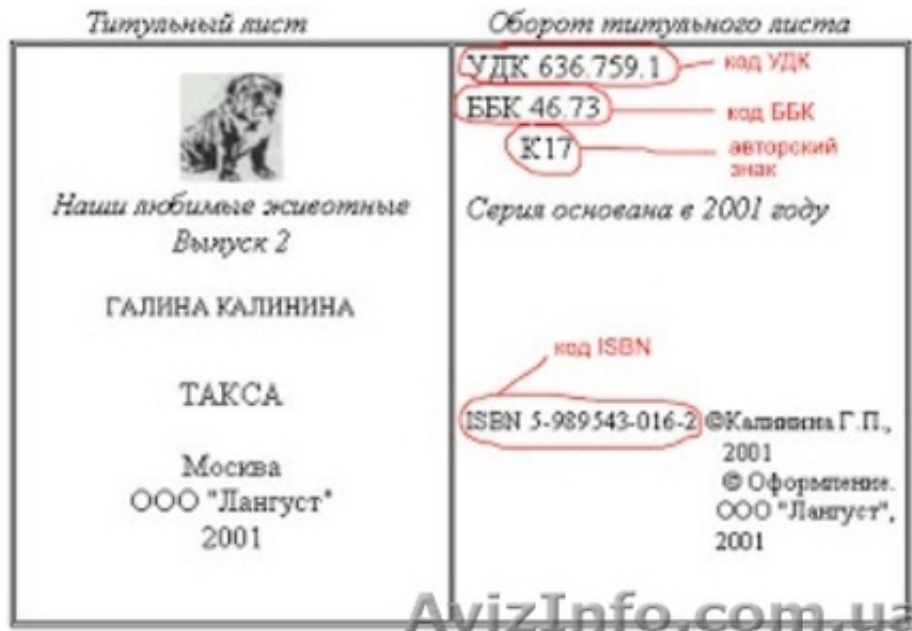 Титульный лист
Наши любимые животные
Выпуск 2
ГАЛИНА КАЛИНИНА
ТАКСА
Москва
ООО "Лангуст"
2001
Оборот титульного листа
УДК 636.759.1
код УДК
ББК 46.73
код ББК
К17
авторский
знак
Серия основана в 2001 году
код ISBN
ISBN 5-989543-016-2 ©Калинина Г.П.,
2001
© Оформление.
ООО "Лангуст",
2001
AvizInfo.com.ua